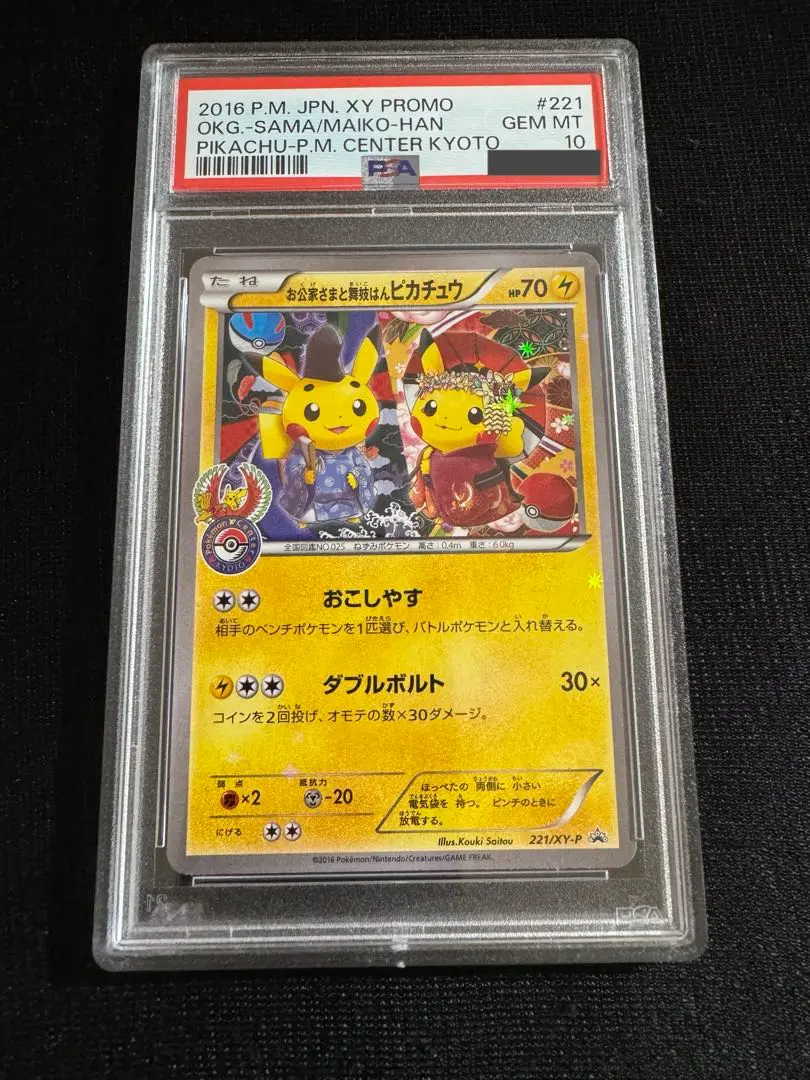 2016 P.M. JPN. XY PROMO #221
OKG.-SAMA/MAIKO-HAN GEM MT
PIKACHU-P.M. CENTER KYOTO 10
PSA
たね お公家さまと舞妓はんピカチュウ HP70
Pokémon Center
KYOTO
全国図鑑NO.025 ねずみポケモン 高さ:0.4m 重さ:6.0kg
おこしやす
相手のベンチポケモンを1匹選び、バトルポケモンと入れ替える。
ダブルボルト 30×
コインを2回投げ、オモテの数×30ダメージ。
弱点 抵抗力
×2 -20
にげる
ほっぺたの 両側に 小さい
電気袋を 持つ。 ピンチのときに
放電する。
Illus.Kouki Saitou 221/XY-P
©2016 Pokémon/Nintendo/Creatures/GAME FREAK.
PSA